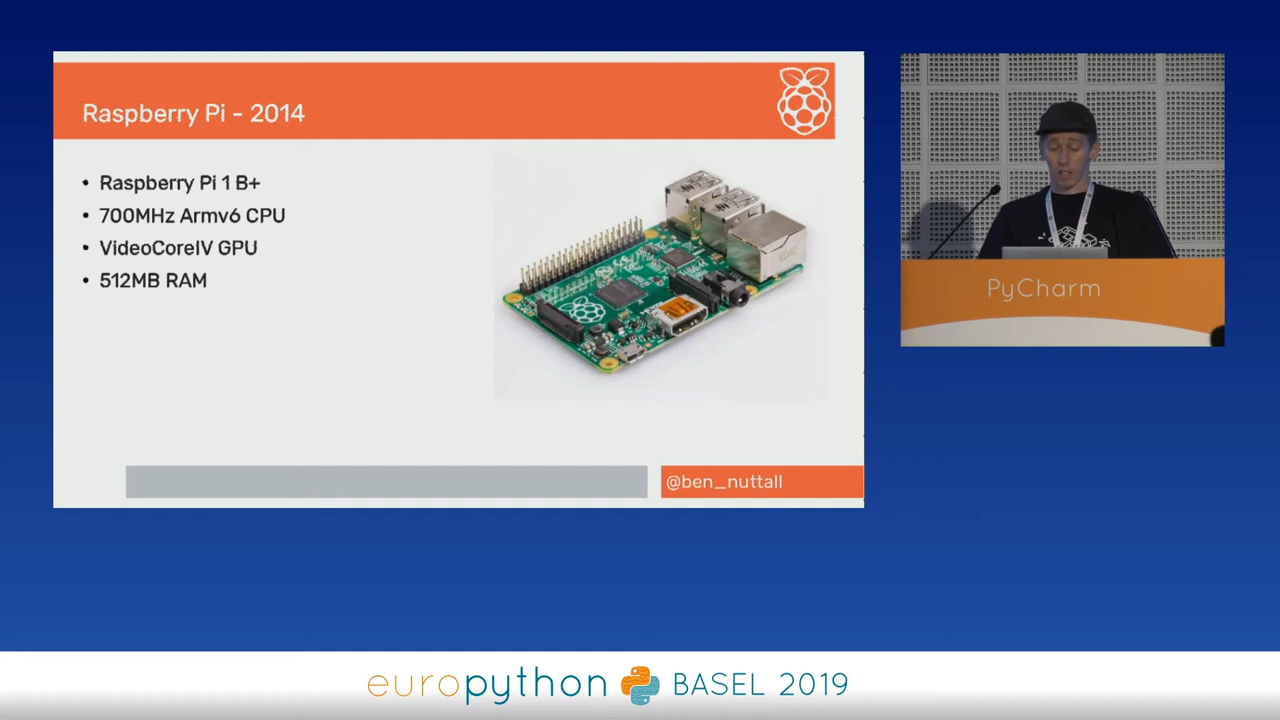 Raspberry Pi - 2014
• Raspberry Pi 1 B+
• 700MHz Armv6 CPU
• VideoCoreIV GPU
• 512MB RAM
@ben_nuttall
PyCharm
europython BASEL 2019